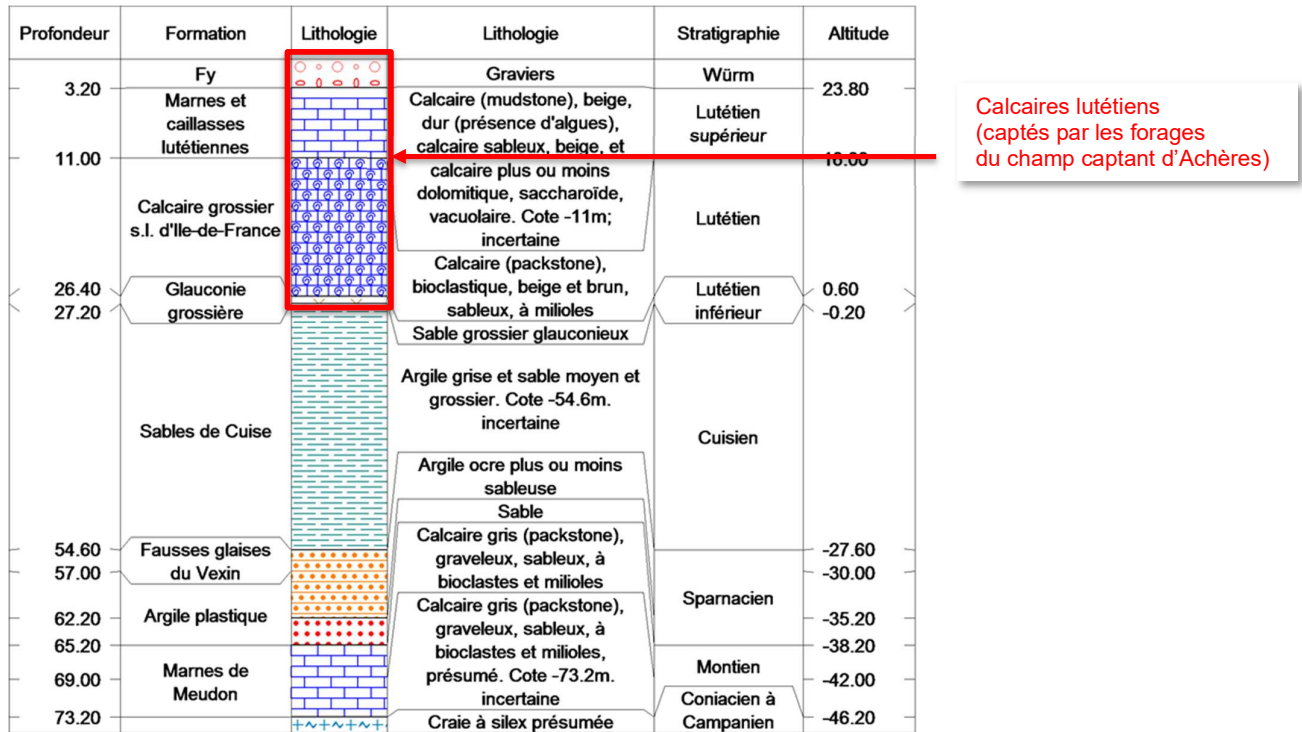 Profondeur Formation Lithologie Lithologie Stratigraphie Altitude
Fy Graviers Würm
3.20 23.80
Marnes et
caillasses
lutétiennes
Calcaire (mudstone), beige,
dur (présence d'algues),
calcaire sableux, beige, et
calcaire plus ou moins
dolomitique, saccharoïde,
vacuolaire. Cote -11m;
incertaine
Lutétien
supérieur
Calcaires lutétiens
(captés par les forages
du champ captant d'Achères)
11.00 16.00
Calcaire grossier
s.l. d'Ile-de-France
Calcaire (packstone),
bioclastique, beige et brun,
sableux, à milioles
Lutétien
26.40 0.60
Glauconie
grossière
Sable grossier glauconieux
Lutétien
inférieur
27.20 -0.20
Sables de Cuise
Argile grise et sable moyen et
grossier. Cote -54.6m.
incertaine
Cuisien
54.60 -27.60
Fausses glaises
du Vexin
Argile ocre plus ou moins
sableuse
57.00 -30.00
Argile plastique
Sable
Sparnacien
62.20 -35.20
Calcaire gris (packstone),
graveleux, sableux, à
bioclastes et milioles
65.20 -38.20
Marnes de
Meudon
Montien
69.00 -42.00
Calcaire gris (packstone),
graveleux, sableux, à
bioclastes et milioles,
présumé. Cote -73.2m.
incertaine
73.20 -46.20
Craie à silex présumée
Coniacien à
Campanien